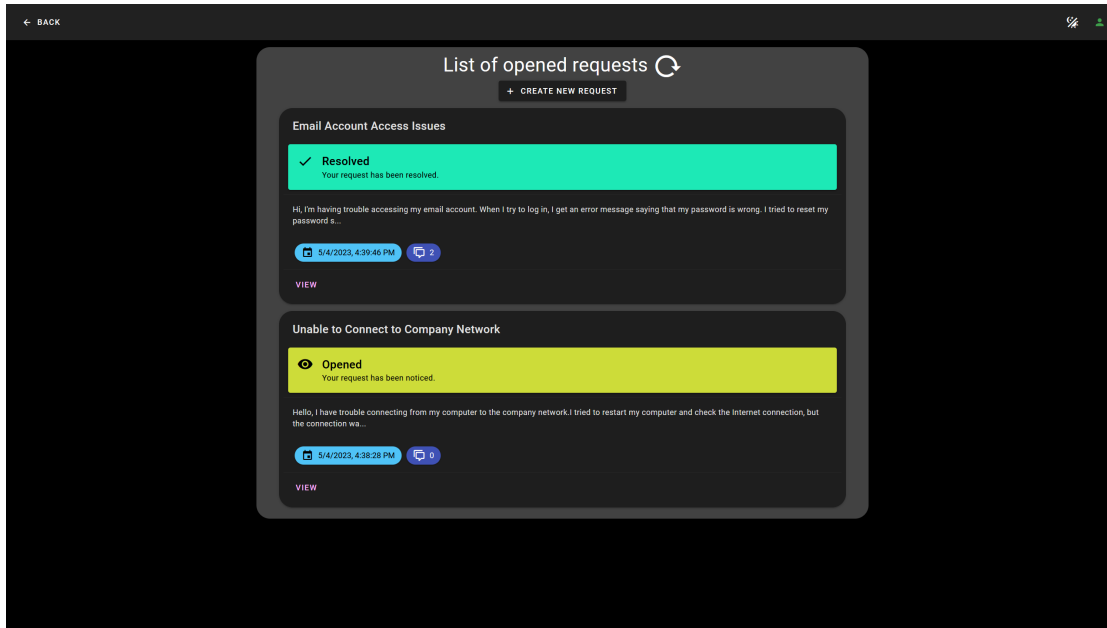 BACK
List of opened requests
+ CREATE NEW REQUEST
Email Account Access Issues
Resolved
Your request has been resolved.
Hi, I'm having trouble accessing my email account. When I try to log in, I get an error message saying that my password is wrong. I tried to reset my
password s...
5/4/2023, 4:39:46 PM
2
VIEW
Unable to Connect to Company Network
Opened
Your request has been noticed.
Hello, I have trouble connecting from my computer to the company network.I tried to restart my computer and check the Internet connection, but
the connection wa...
5/4/2023, 4:38:28 PM
0
VIEW